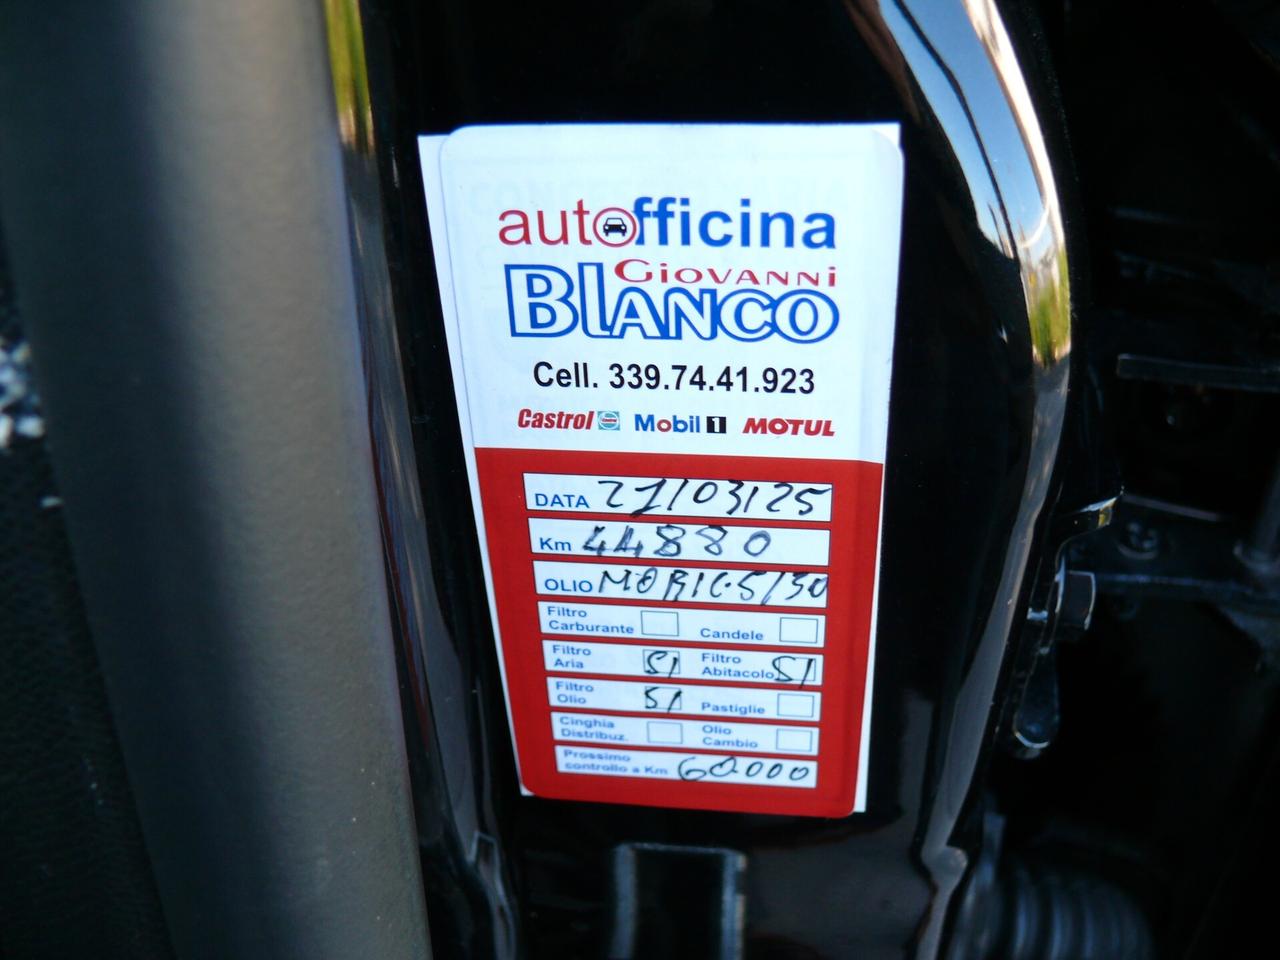 autofficina
Giovanni
Blanco
Cell. 339.74.41.923
Castrol Mobil 1 MOTUL
DATA 21/03/25
Km 44880
OLIO 5/30
Filtro Carburante Candele
Filtro Aria SI Filtro Abitacolo SI
Filtro Olio SI Pastiglie
Cinghia Distribuz. Olio Cambio
Prossimo controllo a Km 60000